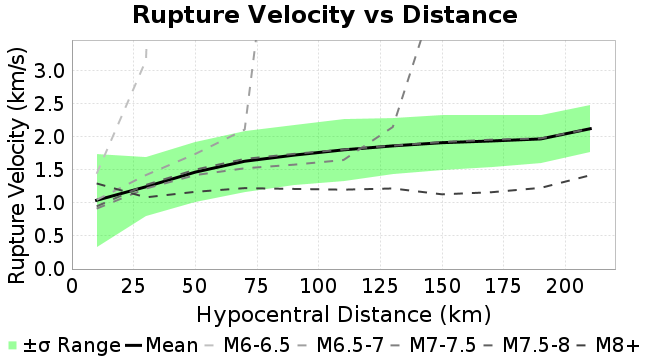 Rupture Velocity vs Distance
Rupture Velocity (km/s)
3.0
2.5
2.0
1.5
1.0
0.5
0.0
0 25 50 75 100 125 150 175 200
Hypocentral Distance (km)
±σ Range Mean M6-6.5 M6.5-7 M7-7.5 M7.5-8 M8+